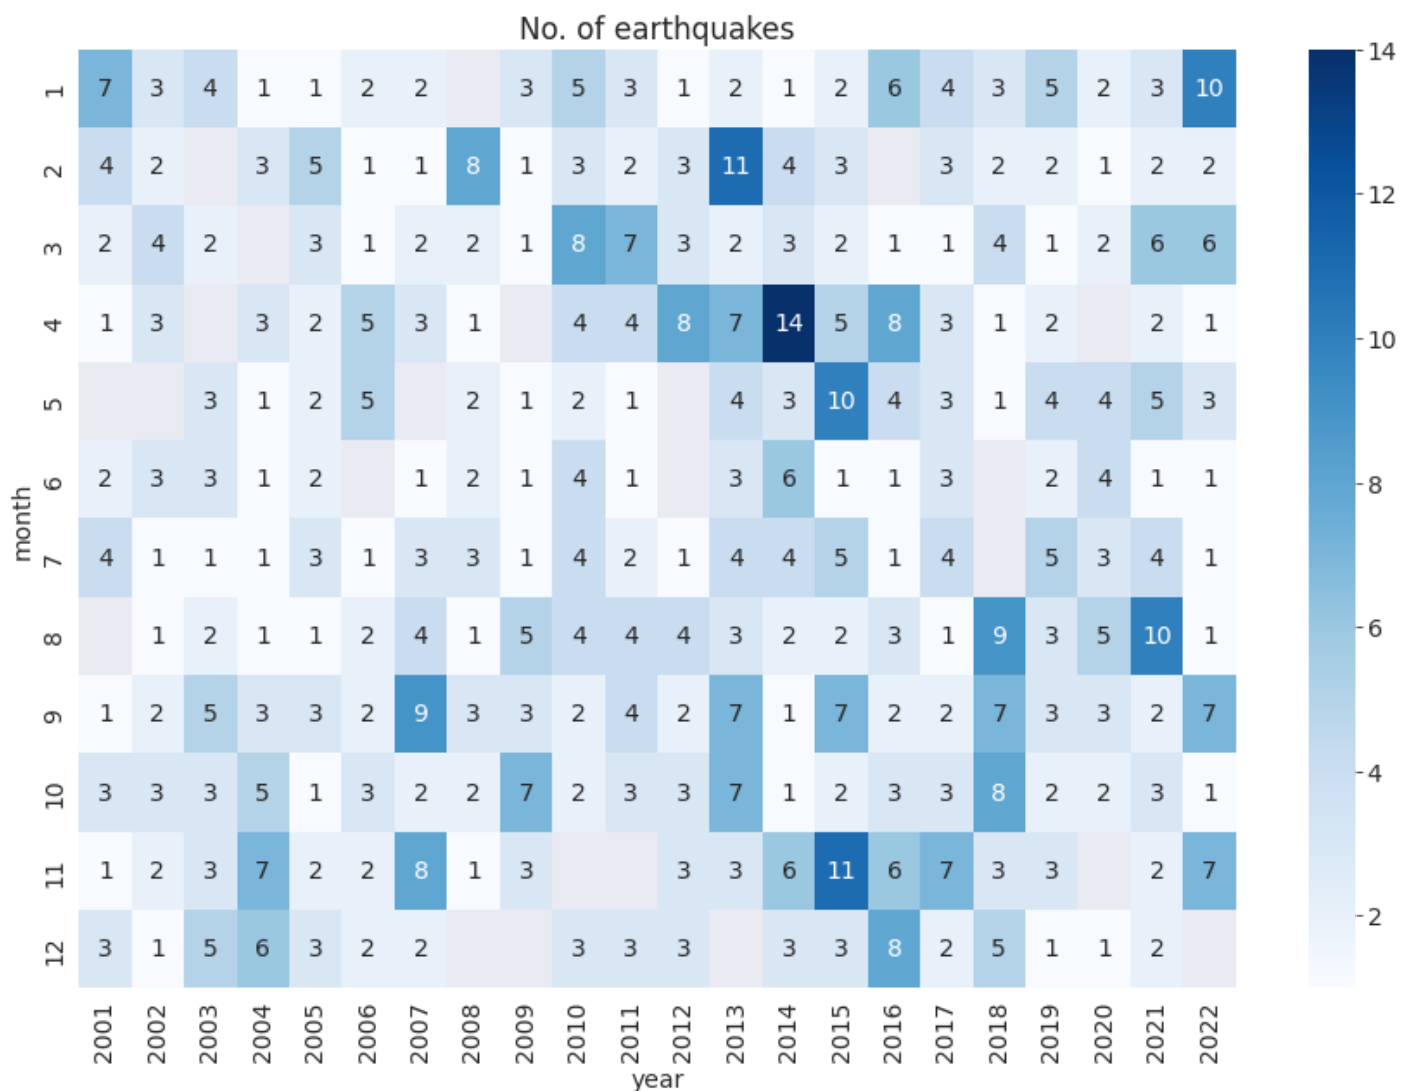 No. of earthquakes
1 7 3 4 1 1 2 2 3 5 3 1 2 1 2 6 4 3 5 2 3 10
2 4 2 3 5 1 1 8 1 3 2 3 11 4 3 3 2 2 1 2 2
3 2 4 2 3 1 2 2 1 8 7 3 2 3 2 1 1 4 1 2 6 6
4 1 3 3 2 5 3 1 4 4 8 7 14 5 8 3 1 2 2 1
5 3 1 2 5 2 1 2 1 4 3 10 4 3 1 4 4 5 3
6 2 3 3 1 2 1 2 1 4 1 3 6 1 1 3 2 4 1 1
7 4 1 1 1 3 1 3 3 1 4 2 1 4 4 5 1 4 5 3 4 1
8 1 2 1 1 2 4 1 5 4 4 4 3 2 2 3 1 9 3 5 10 1
9 1 2 5 3 3 2 9 3 3 2 4 2 7 1 7 2 2 7 3 3 2 7
10 3 3 3 5 1 3 2 2 7 2 3 3 7 1 2 3 3 8 2 2 3 1
11 1 2 3 7 2 2 8 1 3 3 3 6 11 6 7 3 3 2 7
12 3 1 5 6 3 2 2 3 3 3 3 3 8 2 5 1 1 2
month
2001 2002 2003 2004 2005 2006 2007 2008 2009 2010 2011 2012 2013 2014 2015 2016 2017 2018 2019 2020 2021 2022
year
14
12
10
8
6
4
2